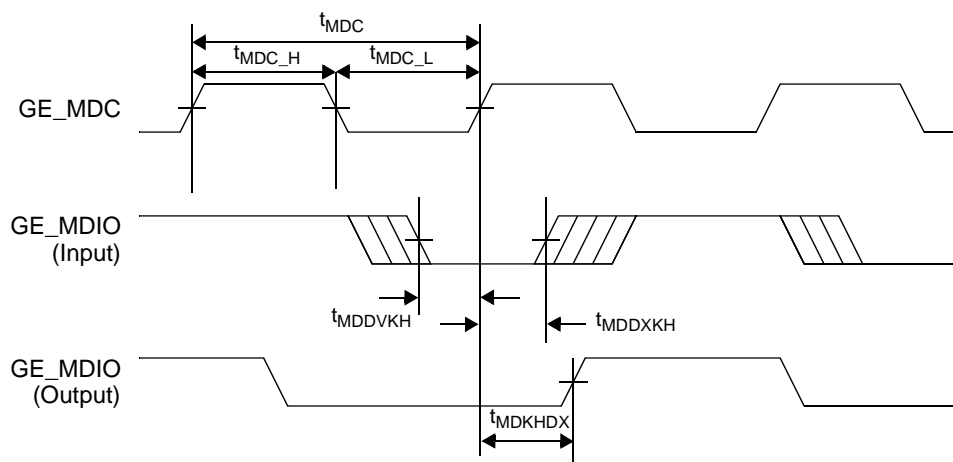 tMDC
tMDC_H
tMDC_L
GE_MDC
GE_MDIO
(Input)
tMDDVKH
tMDDXKH
GE_MDIO
(Output)
tMDKHDX